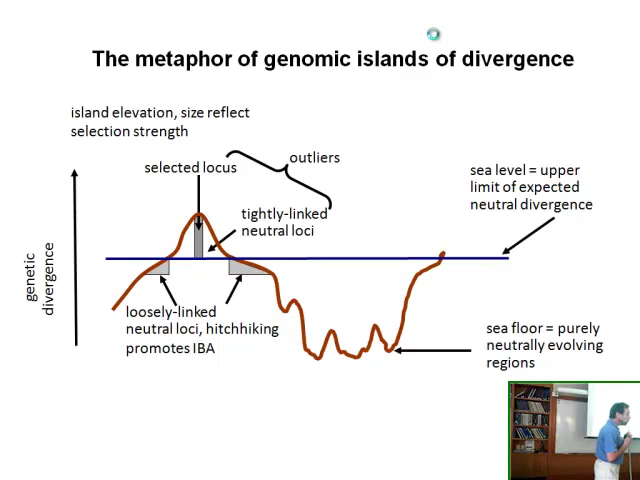 The metaphor of genomic islands of divergence
island elevation, size reflect
selection strength
outliers
selected locus
sea level = upper
limit of expected
neutral divergence
tightly-linked
neutral loci
genetic
divergence
loosely-linked
neutral loci, hitchhiking
promotes IBA
sea floor = purely
neutrally evolving
regions